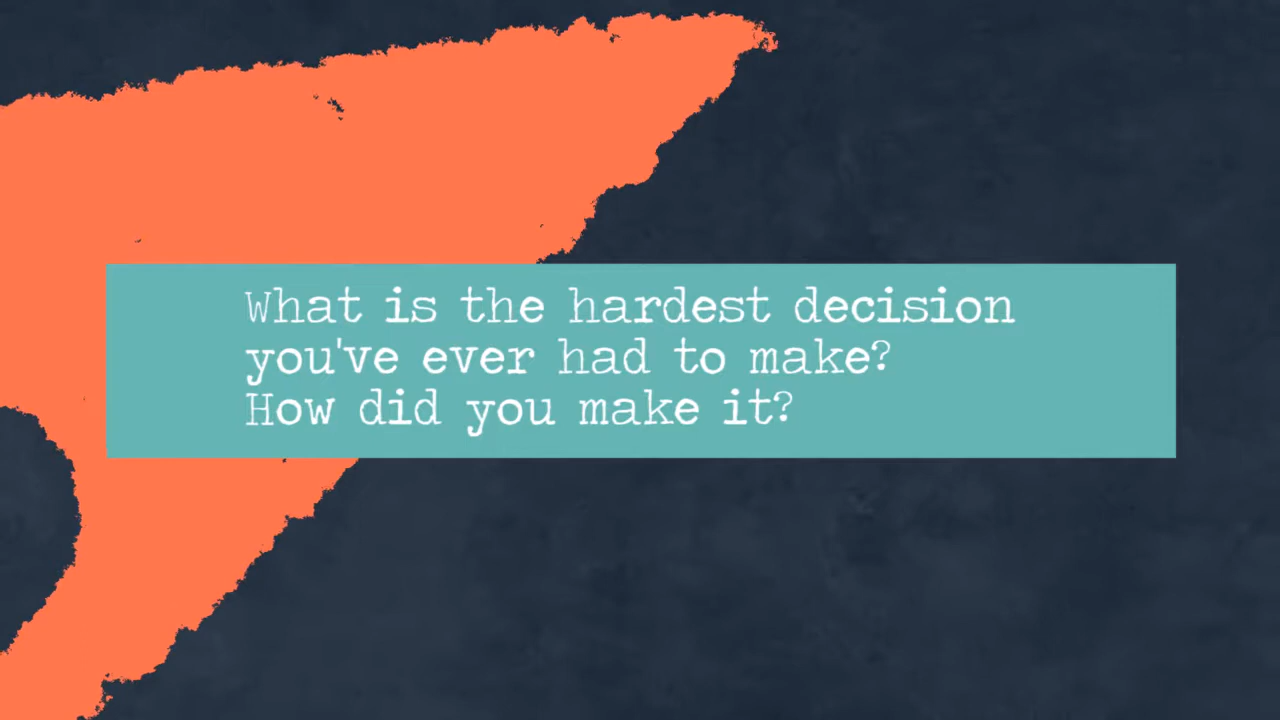 What is the hardest decision
you've ever had to make?
How did you make it?